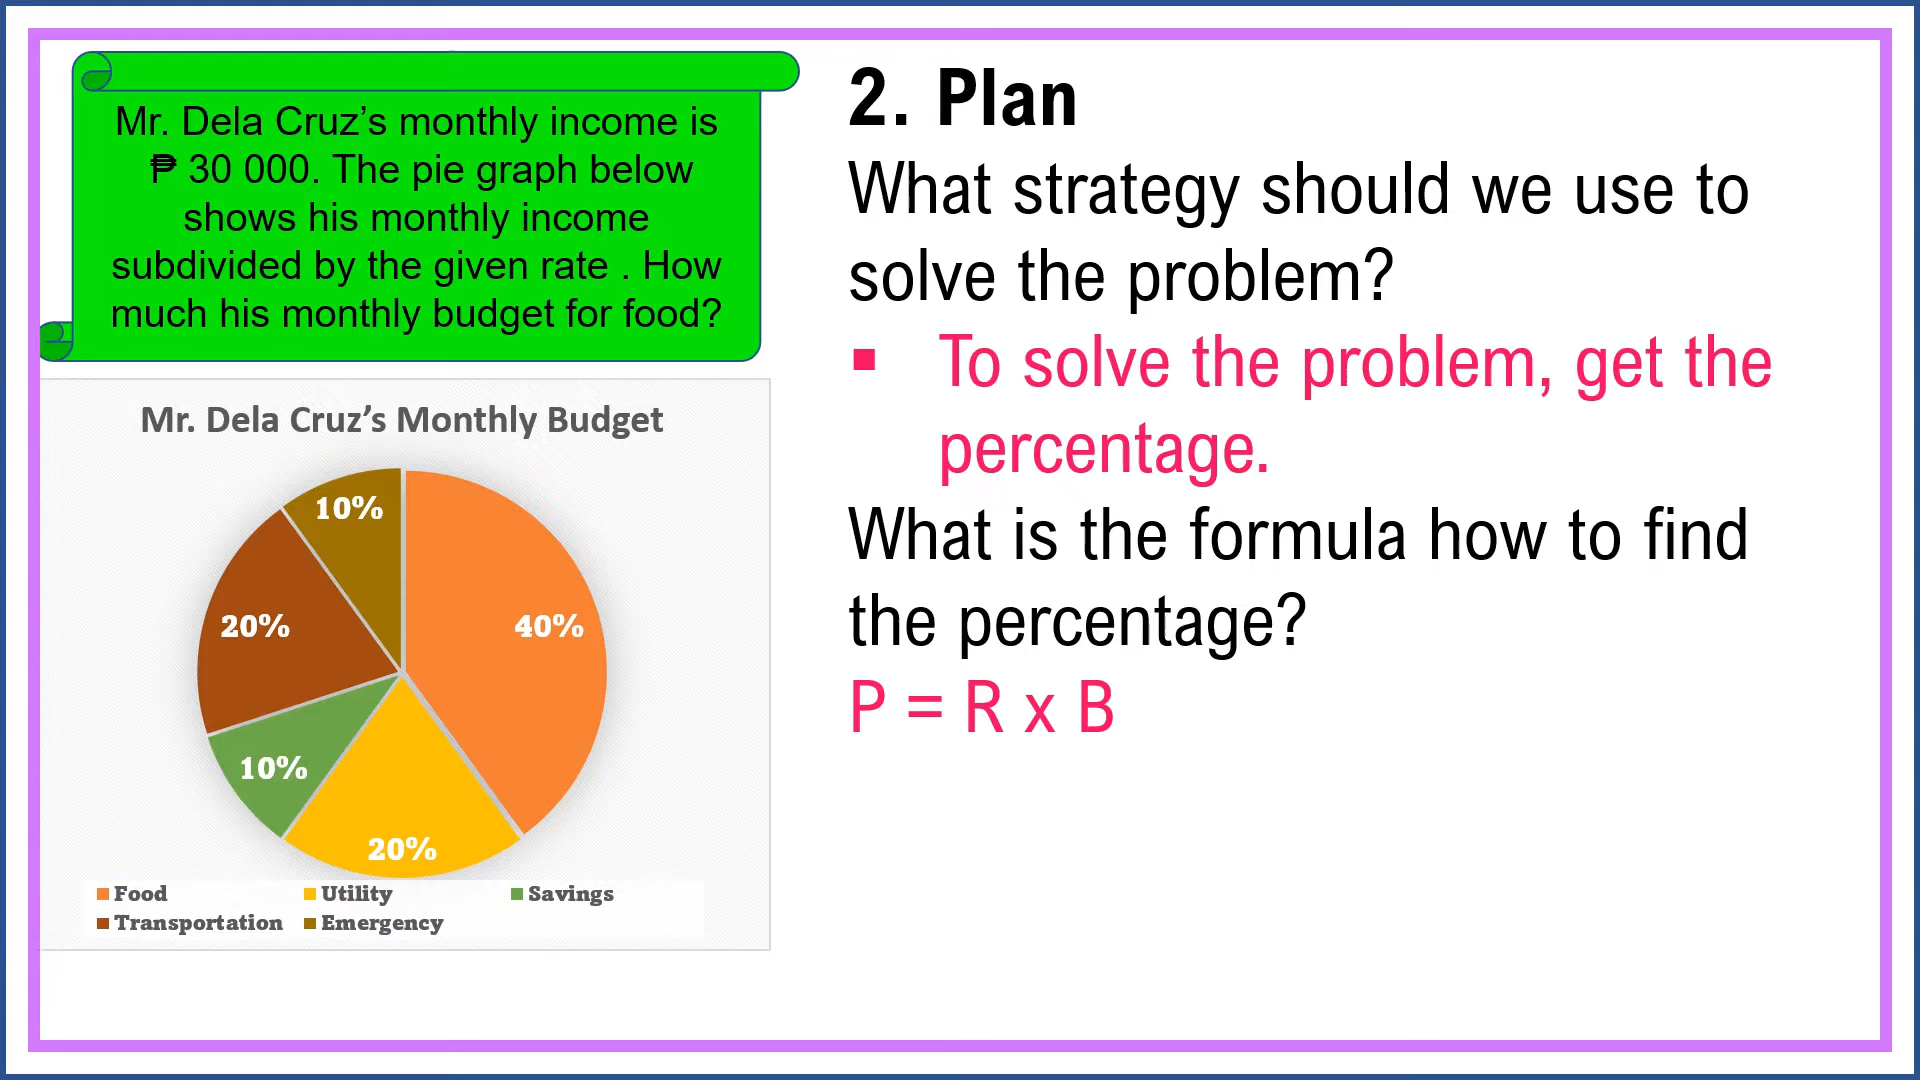 Mr. Dela Cruz’s monthly income is
₱ 30 000. The pie graph below
shows his monthly income
subdivided by the given rate . How
much his monthly budget for food?
Mr. Dela Cruz’s Monthly Budget
10%
40%
20%
10%
20%
Food
Utility
Savings
Transportation
Emergency
2. Plan
What strategy should we use to
solve the problem?
▪ To solve the problem, get the
percentage.
What is the formula how to find
the percentage?
P = R x B